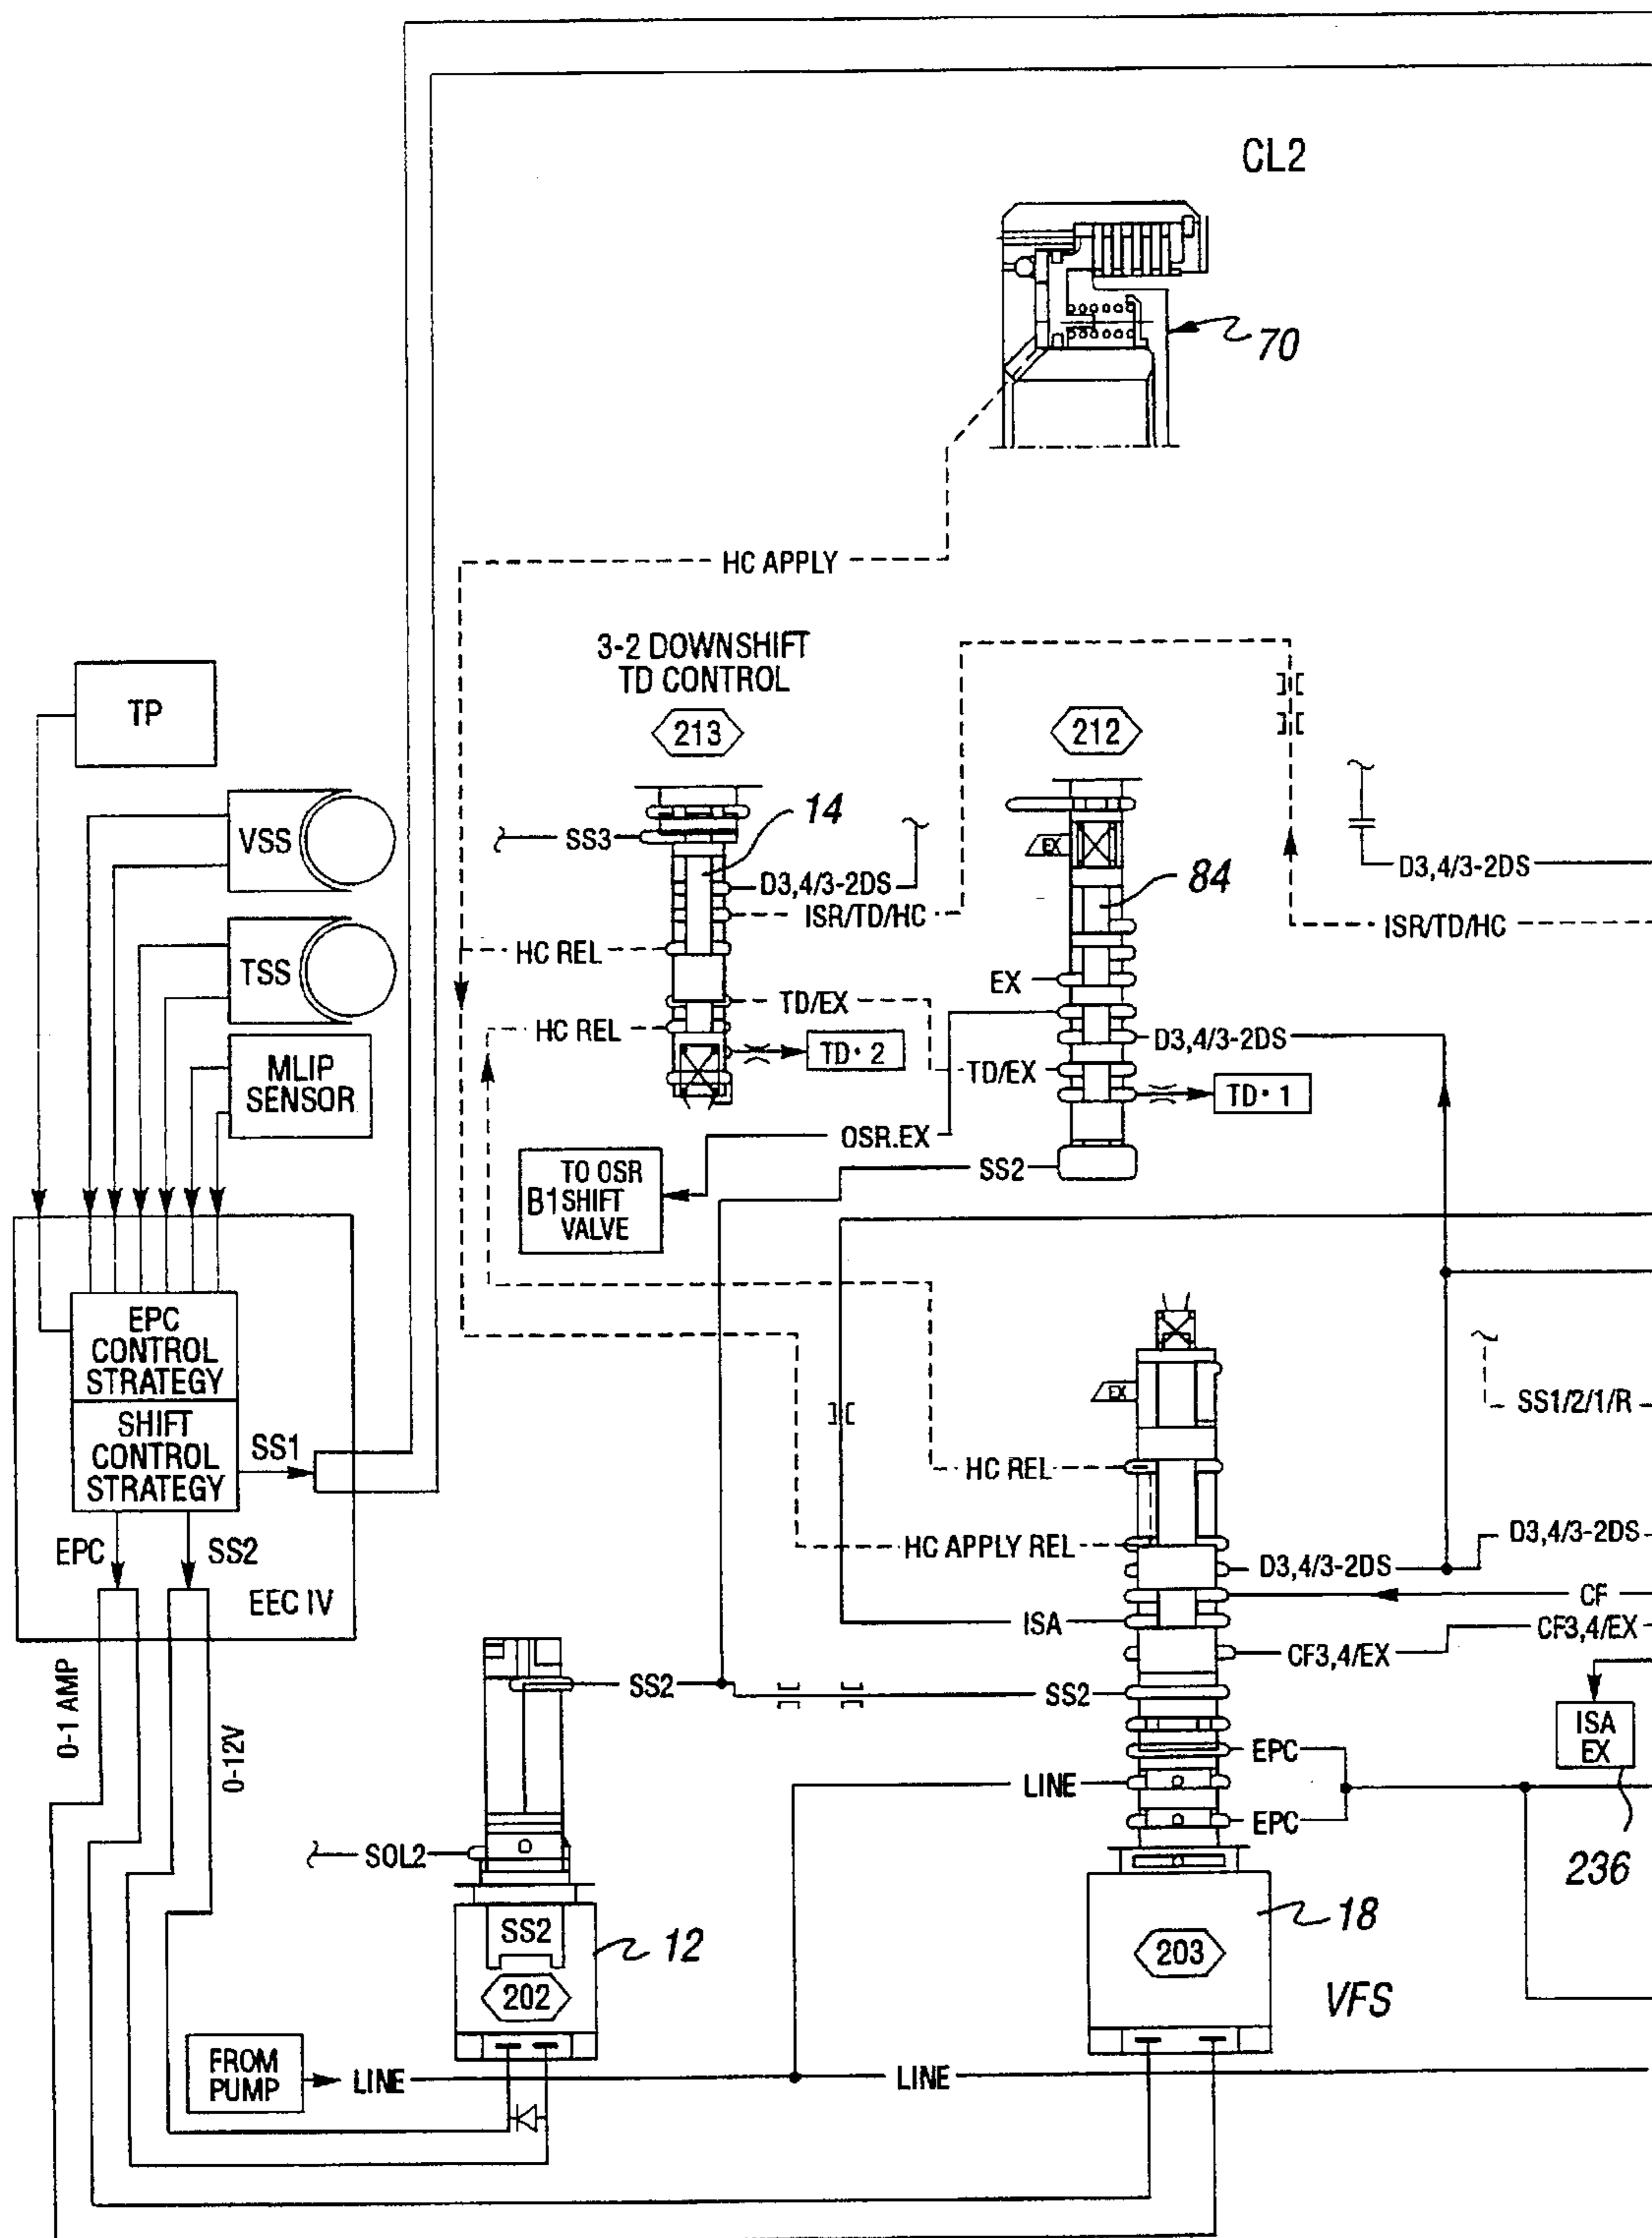 CL2
70
HC APPLY
3-2 DOWNSHIFT
TD CONTROL
TP
213
212
14
VSS
SS3
EX
84
D3,4/3-2DS
D3,4/3-2DS
ISR/TD/HC
ISR/TD/HC
HC REL
TSS
EX
TD/EX
HC REL
D3,4/3-2DS
TD·2
TD/EX
MLIP
SENSOR
TD·1
OSR.EX
TO OSR
B1 SHIFT
VALVE
SS2
EPC
CONTROL
STRATEGY
EX
SS1/2/1/R
SHIFT
CONTROL
STRATEGY
SS1
HC REL
HC APPLY REL
D3,4/3-2DS
D3,4/3-2DS
EPC
SS2
EEC IV
CF
ISA
CF3,4/EX
CF3,4/EX
0-1 AMP
0-12V
SS2
SS2
ISA
EX
EPC
LINE
EPC
SOL2
236
SS2
12
18
202
203
VFS
FROM
PUMP
LINE
LINE